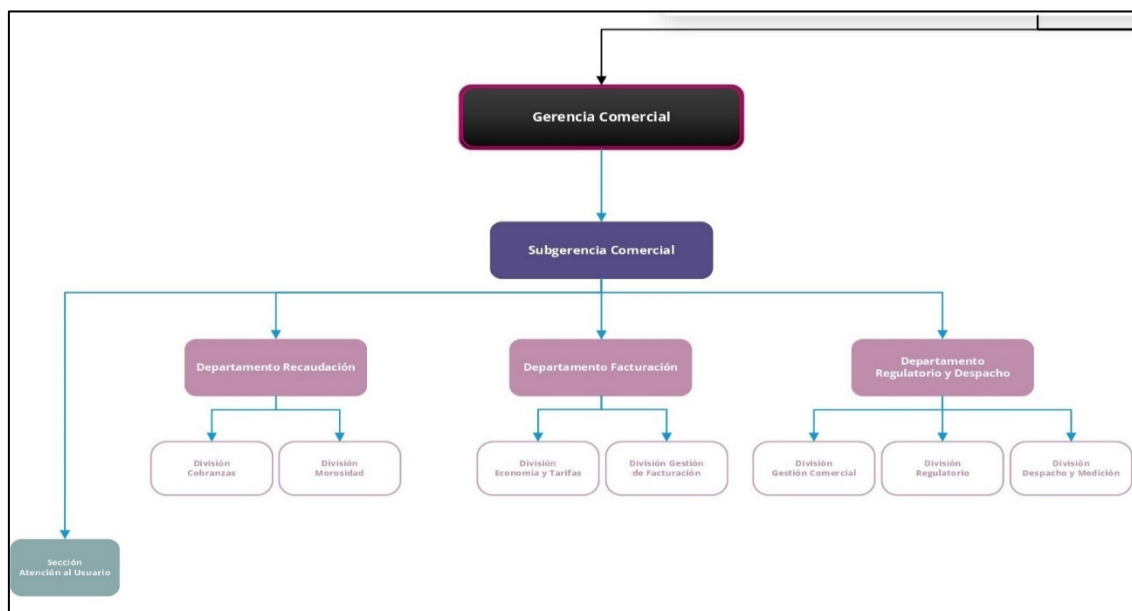 Gerencia Comercial
Subgerencia Comercial
Departamento Recaudación
Departamento Facturación
Departamento
Regulatorio y Despacho
División
Cobranzas
División
Morosidad
División
Economía y Tarifas
División Gestión
de Facturación
División
Gestión Comercial
División
Regulatorio
División
Despacho y Medición
Sección
Atención al Usuario